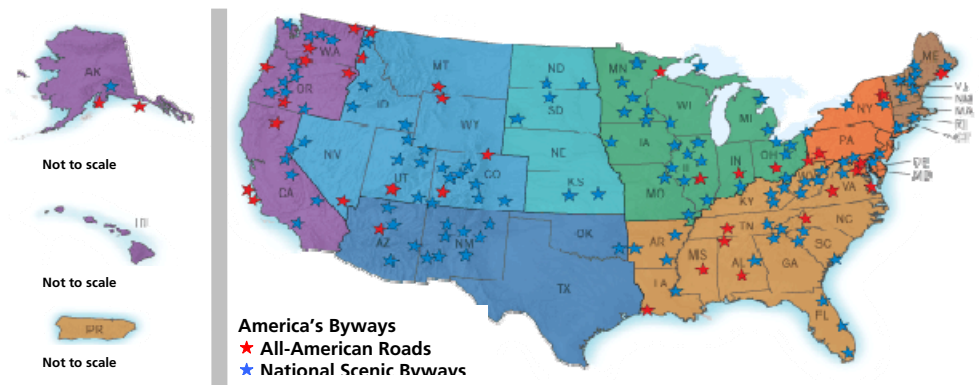 AK
Not to scale
HI
Not to scale
PR
Not to scale
WA
OR
CA
NV
ID
MT
WY
UT
CO
AZ
NM
ND
SD
NE
KS
OK
TX
MN
WI
IA
MO
IL
IN
MI
OH
KY
TN
AR
LA
MIS
AL
GA
FL
SC
NC
VA
PA
NY
NJ
ME
MA
RI
DE
MD
America's Byways
All-American Roads
National Scenic Byways